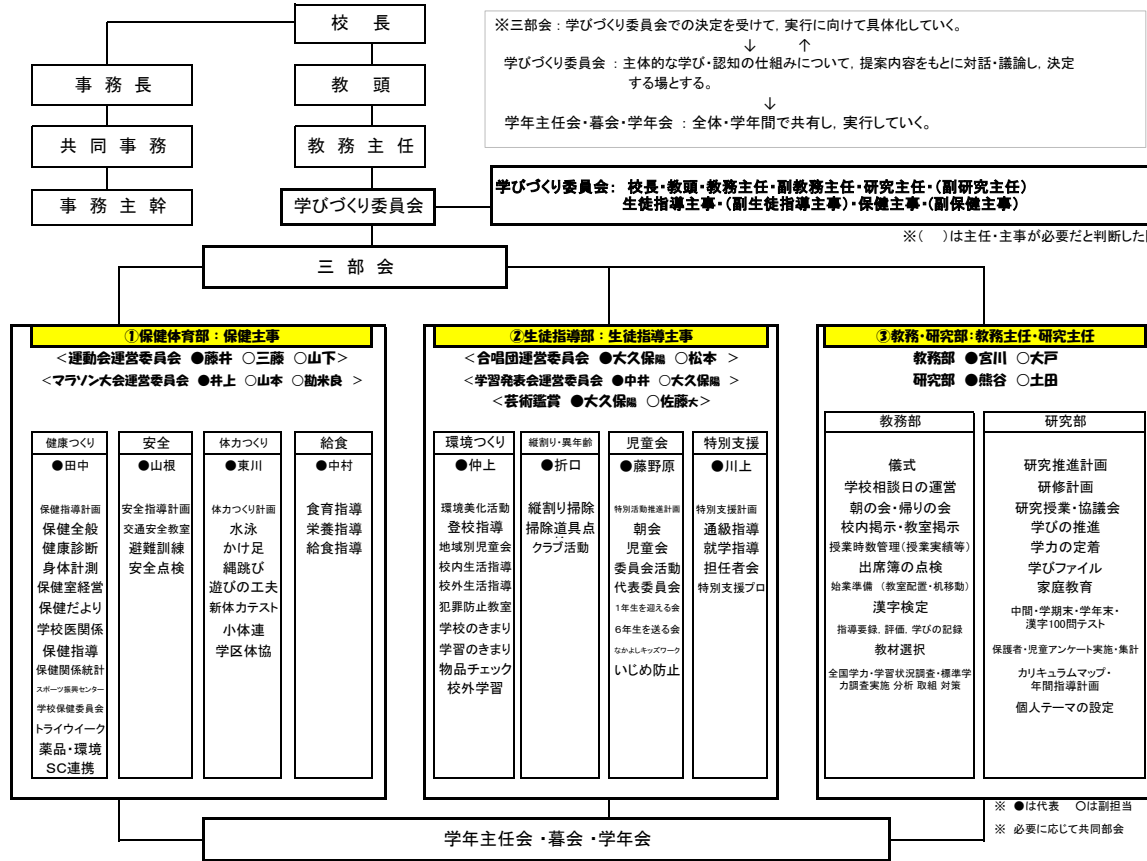 校 長
事 務 長
教 頭
共 同 事 務
教 務 主 任
事 務 主 幹
学びづくり委員会
三 部 会
※三部会：学びづくり委員会での決定を受けて，実行に向けて具体化していく。
↓ ↑
学びづくり委員会 ：主体的な学び・認知の仕組みについて，提案内容をもとに対話・議論し，決定
する場とする。
↓
学年主任会・暮会・学年会 ：全体・学年間で共有し，実行していく。
学びづくり委員会： 校長・教頭・教務主任・副教務主任・研究主任・(副研究主任)
生徒指導主事・(副生徒指導主事)・保健主事・(副保健主事)
※( )は主任・主事が必要だと判断した
①保健体育部：保健主事
＜運動会運営委員会 ●藤井 ○三藤 ○山下＞
＜マラソン大会運営委員会 ●井上 ○山本 ○勘米良 ＞
健康つくり
●田中
保健指導計画
保健全般
健康診断
身体計測
保健室経営
保健だより
学校医関係
保健指導
保健関係統計
スポーツ振興センター
学校保健委員会
トライウイーク
薬品・環境
SC連携
安全
●山根
安全指導計画
交通安全教室
避難訓練
安全点検
体力つくり
●東川
体力つくり計画
水泳
かけ足
縄跳び
遊びの工夫
新体力テスト
小体連
学区体協
給食
●中村
食育指導
栄養指導
給食指導
②生徒指導部：生徒指導主事
＜合唱団運営委員会 ●大久保陽 ○松本 ＞
＜学習発表会運営委員会 ●中井 ○大久保陽 ＞
＜芸術鑑賞 ●大久保陽 ○佐藤大＞
環境つくり
●仲上
環境美化活動
登校指導
地域別児童会
校内生活指導
校外生活指導
犯罪防止教室
学校のきまり
学習のきまり
物品チェック
校外学習
縦割り・異年齢
●折口
縦割り掃除
掃除道具点
クラブ活動
児童会
●藤野原
特別活動推進計画
朝会
児童会
委員会活動
代表委員会
1年生を迎える会
6年生を送る会
なかよしキッズワーク
いじめ防止
特別支援
●川上
特別支援計画
通級指導
就学指導
担任者会
特別支援プロ
③教務・研究部：教務主任・研究主任
教務部 ●宮川 ○大戸
研究部 ●熊谷 ○土田
教務部
儀式
学校相談日の運営
朝の会・帰りの会
校内掲示・教室掲示
授業時数管理(授業実績等)
出席簿の点検
始業準備 （教室配置・机移動）
漢字検定
指導要録，評価，学びの記録
教材選択
全国学力・学習状況調査・標準学
力調査実施 分析 取組 対策
研究部
研究推進計画
研修計画
研究授業・協議会
学びの推進
学力の定着
学びファイル
家庭教育
中間・学期末・学年末・
漢字100問テスト
保護者・児童アンケート実施・集計
カリキュラムマップ・
年間指導計画
個人テーマの設定
※ ●は代表 ○は副担当
※ 必要に応じて共同部会
学年主任会 ・暮会 ・学年会